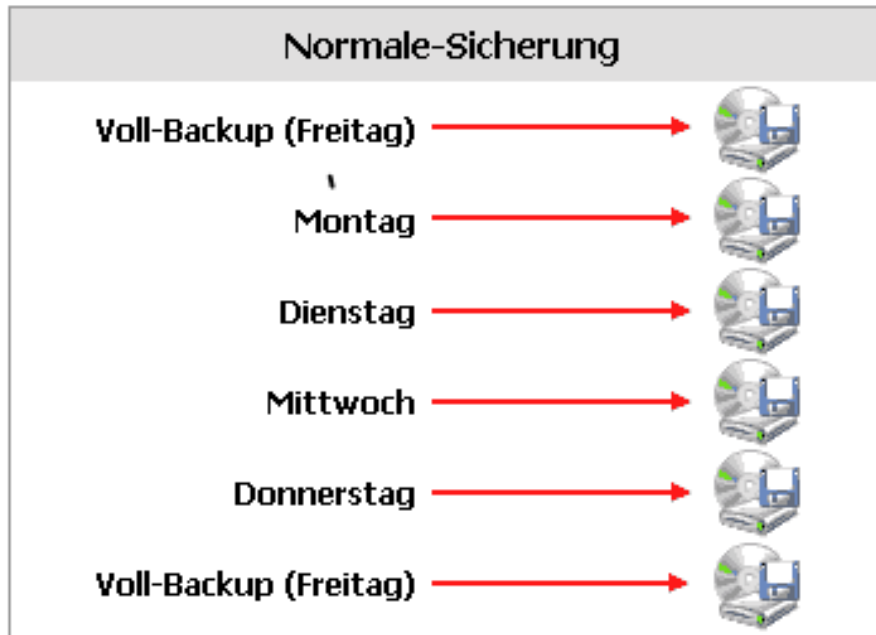 Normale-Sicherung
Voll-Backup (Freitag)
Montag
Dienstag
Mittwoch
Donnerstag
Voll-Backup (Freitag)